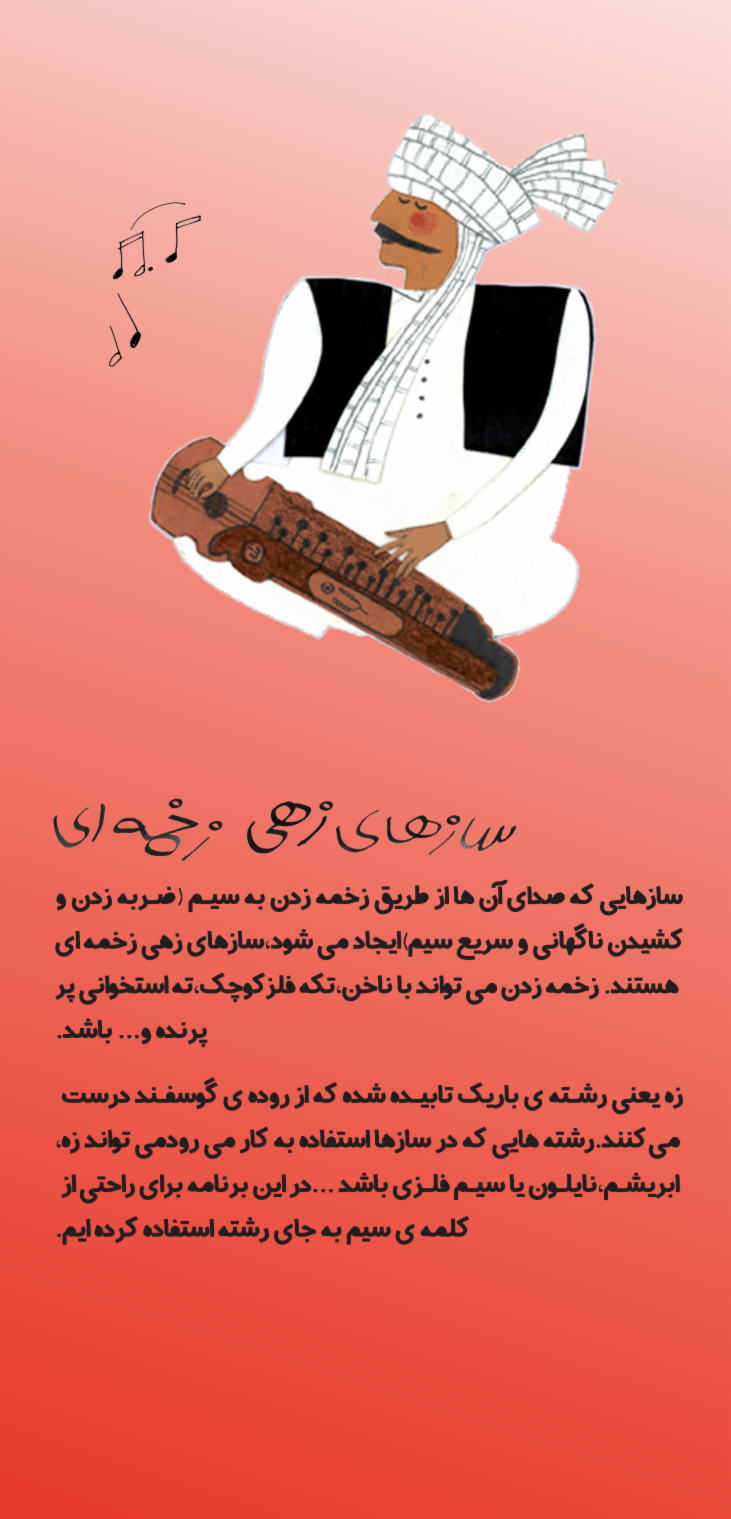 سازهای زهی زخمه ای
سازهایی که صدای آن ها از طریق زخمه زدن به سیم (ضربه زدن و
کشیدن ناگهانی و سریع سیم)ایجاد می شود،سازهای زهی زخمه ای
هستند. زخمه زدن می تواند با ناخن،تکه فلز کوچک،ته استخوانی پر
پرنده و... باشد.
زه یعنی رشته ی باریک تابیده شده که از روده ی گوسفند درست
می کنند.رشته هایی که در سازها استفاده به کار می رودمی تواند زه،
ابریشم،نایلون یا سیم فلزی باشد ...در این برنامه برای راحتی از
کلمه ی سیم به جای رشته استفاده کرده ایم.